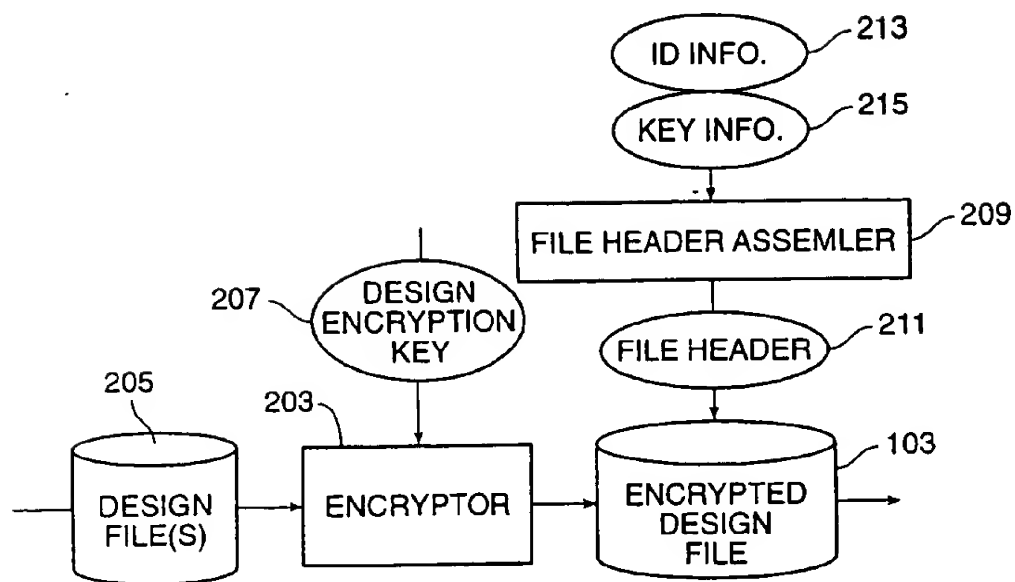 213
ID INFO.
215
KEY INFO.
209
FILE HEADER ASSEMLER
207
DESIGN
ENCRYPTION
KEY
211
FILE HEADER
205
203
103
DESIGN
FILE(S)
ENCRYPTOR
ENCRYPTED
DESIGN
FILE